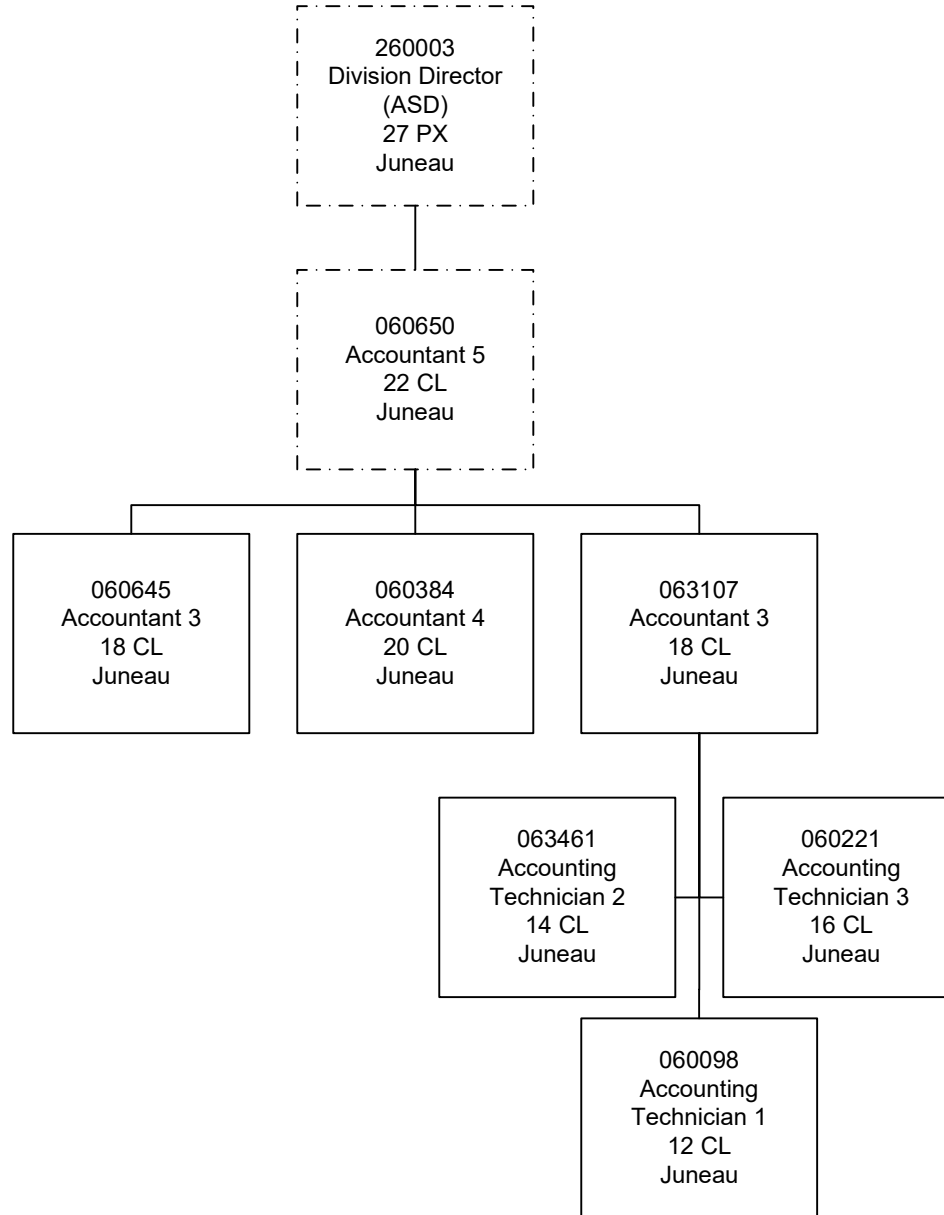 260003
Division Director
(ASD)
27 PX
Juneau
060650
Accountant 5
22 CL
Juneau
060645
Accountant 3
18 CL
Juneau
060384
Accountant 4
20 CL
Juneau
063107
Accountant 3
18 CL
Juneau
063461
Accounting
Technician 2
14 CL
Juneau
060221
Accounting
Technician 3
16 CL
Juneau
060098
Accounting
Technician 1
12 CL
Juneau